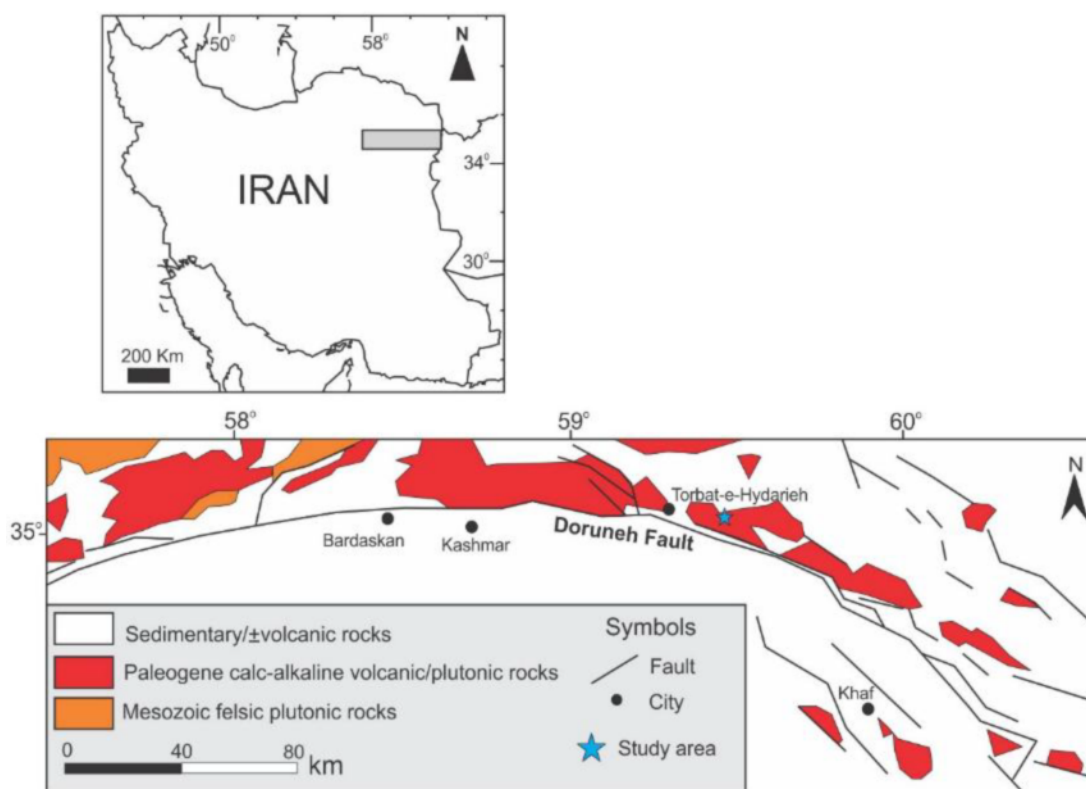 50°
58°
N
34°
IRAN
30°
200 Km
58°
59°
60°
N
Torbat-e-Hydarieh
35°
Bardaskan
Kashmar
Doruneh Fault
Sedimentary/±volcanic rocks
Paleogene calc-alkaline volcanic/plutonic rocks
Mesozoic felsic plutonic rocks
0 40 80
km
Symbols
Fault
City
Study area
Khaf